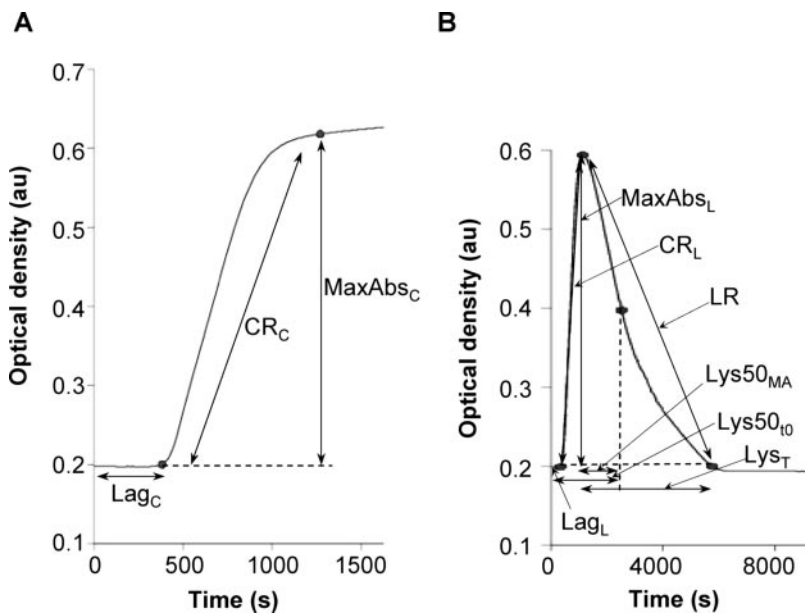 A
Optical density (au)
0.7
0.6
0.5
0.4
0.3
0.2
0.1
MaxAbsC
CRC
LagC
0 500 1000 1500
Time (s)
B
Optical density (au)
0.6
0.5
0.4
0.3
0.2
0.1
MaxAbsL
CRL
LR
Lys50MA
Lys50t0
LysT
LagL
0 4000 8000
Time (s)